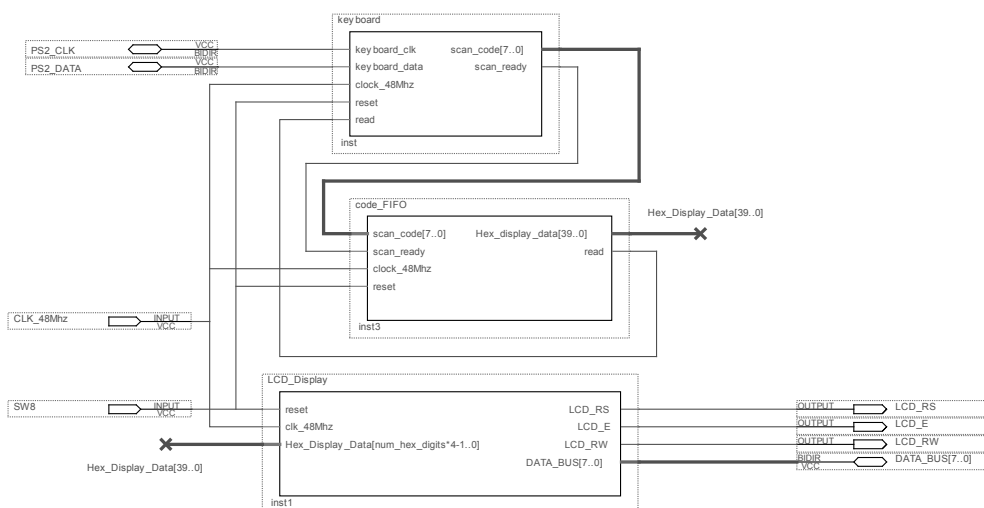 keyboard
PS2_CLK
VCC
BIDIR
PS2_DATA
VCC
BIDIR
keyboard_clk
scan_code[7..0]
keyboard_data
scan_ready
clock_48Mhz
reset
read
inst
code_FIFO
Hex_Display_Data[39..0]
scan_code[7..0]
Hex_display_data[39..0]
scan_ready
read
clock_48Mhz
reset
inst3
CLK_48Mhz
INPUT
VCC
LCD_Display
SW8
INPUT
VCC
reset
LCD_RS
clk_48Mhz
LCD_E
Hex_Display_Data[num_hex_digits*4-1..0]
LCD_RW
DATA_BUS[7..0]
Hex_Display_Data[39..0]
inst1
OUTPUT
LCD_RS
OUTPUT
LCD_E
OUTPUT
LCD_RW
BIDIR
VCC
DATA_BUS[7..0]